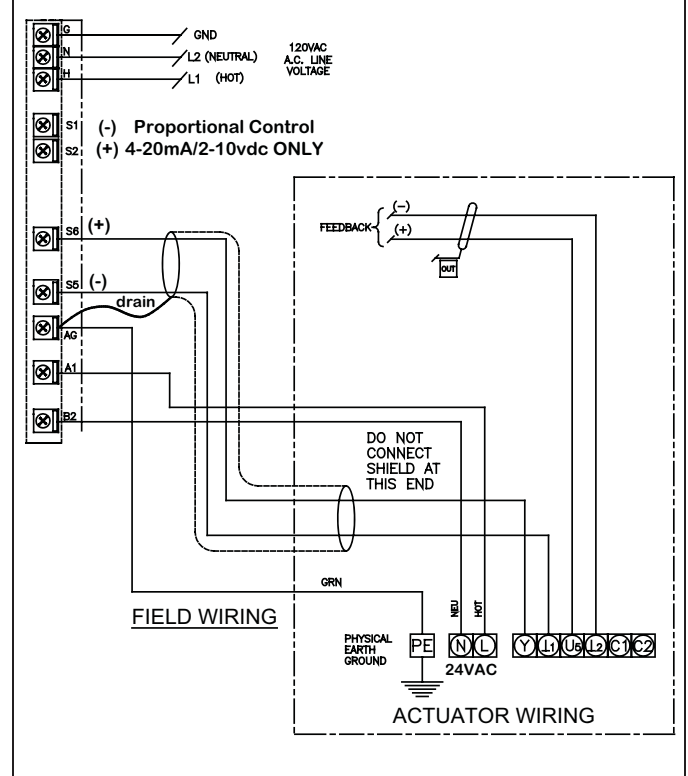 G
GND
N
L2 (NEUTRAL)
H
L1 (HOT)
120VAC
A.C. LINE
VOLTAGE
S1
(-) Proportional Control
S2
(+) 4-20mA/2-10vdc ONLY
S6
(+)
S5
(-)
drain
AG
A1
B2
FEEDBACK
(-)
(+)
OUT
DO NOT
CONNECT
SHIELD AT
THIS END
GRN
FIELD WIRING
NEU
HOT
PHYSICAL
EARTH
GROUND
PE
N
L
24VAC
Y
⊥1
U5
⊥2
C1
C2
ACTUATOR WIRING